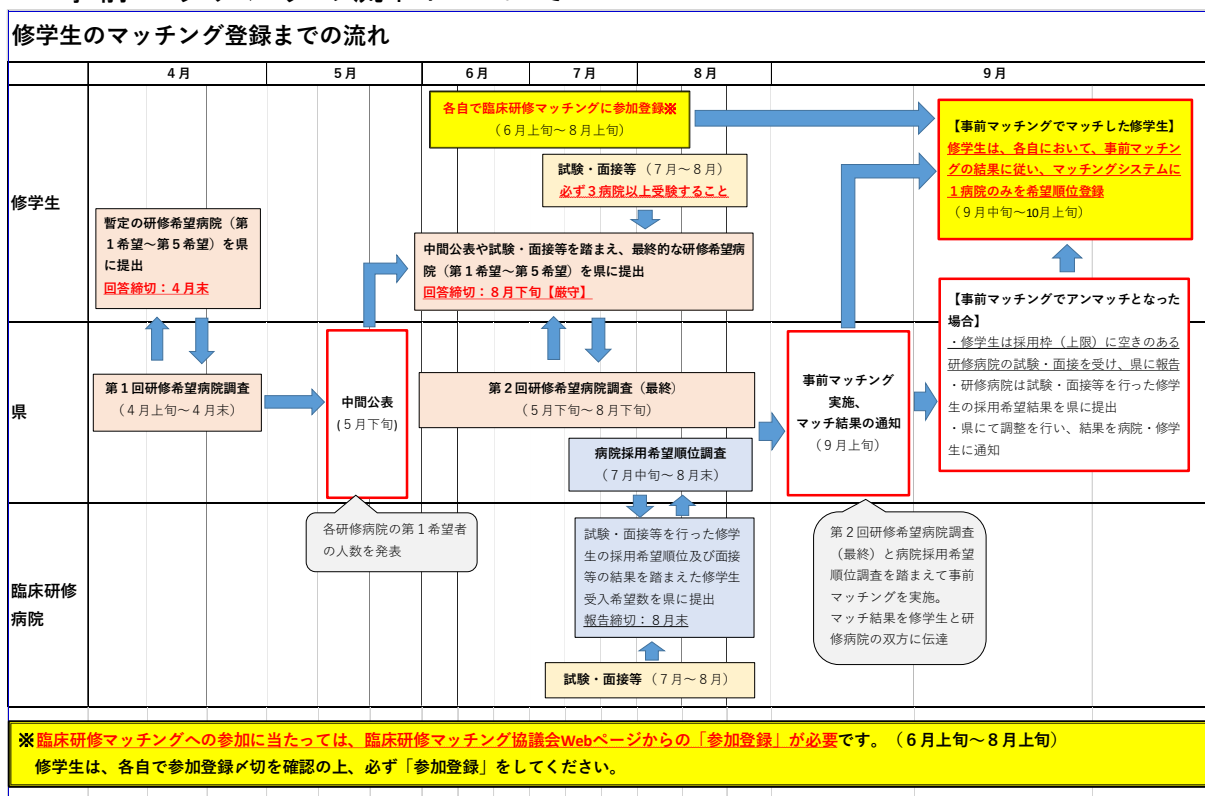 修学生のマッチング登録までの流れ
4月
5月
6月
7月
8月
9月
修学生
各自で臨床研修マッチングに参加登録※
（６月上旬～８月上旬）
試験・面接等（７月～８月）
必ず３病院以上受験すること
暫定の研修希望病院（第
１希望～第５希望）を県
に提出
回答締切：４月末
中間公表や試験・面接等を踏まえ、最終的な研修希望病
院（第１希望～第５希望）を県に提出
回答締切：８月下旬【厳守】
【事前マッチングでマッチした修学生】
修学生は、各自において、事前マッチン
グの結果に従い、マッチングシステムに
１病院のみを希望順位登録
（９月中旬～10月上旬）
【事前マッチングでアンマッチとなった
場合】
・修学生は採用枠（上限）に空きのある
研修病院の試験・面接を受け、県に報告
・研修病院は試験・面接等を行った修学
生の採用希望結果を県に提出
・県にて調整を行い、結果を病院・修学
生に通知
県
第１回研修希望病院調査
（４月上旬～４月末）
中間公表
(５月下旬)
第２回研修希望病院調査（最終）
（５月下旬～８月下旬）
病院採用希望順位調査
（７月中旬～８月末）
事前マッチング
実施、
マッチ結果の通知
（９月上旬）
臨床研修
病院
各研修病院の第１希望者
の人数を発表
試験・面接等を行った修学
生の採用希望順位及び面接
等の結果を踏まえた修学生
受入希望数を県に提出
報告締切：８月末
試験・面接等（７月～８月）
第２回研修希望病院調査
（最終）と病院採用希望
順位調査を踏まえて事前
マッチングを実施。
マッチ結果を修学生と研
修病院の双方に伝達
※臨床研修マッチングへの参加に当たっては、臨床研修マッチング協議会Webページからの「参加登録」が必要です。（６月上旬～８月上旬）
修学生は、各自で参加登録〆切を確認の上、必ず「参加登録」をしてください。